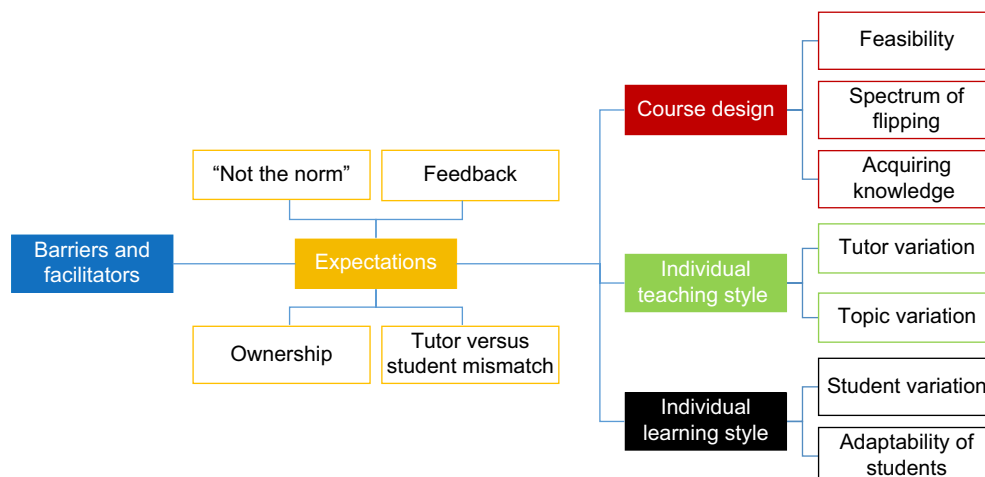 Barriers and
facilitators
"Not the norm"
Feedback
Expectations
Ownership
Tutor versus
student mismatch
Course design
Feasibility
Spectrum of
flipping
Acquiring
knowledge
Individual
teaching style
Tutor variation
Topic variation
Individual
learning style
Student variation
Adaptability of
students